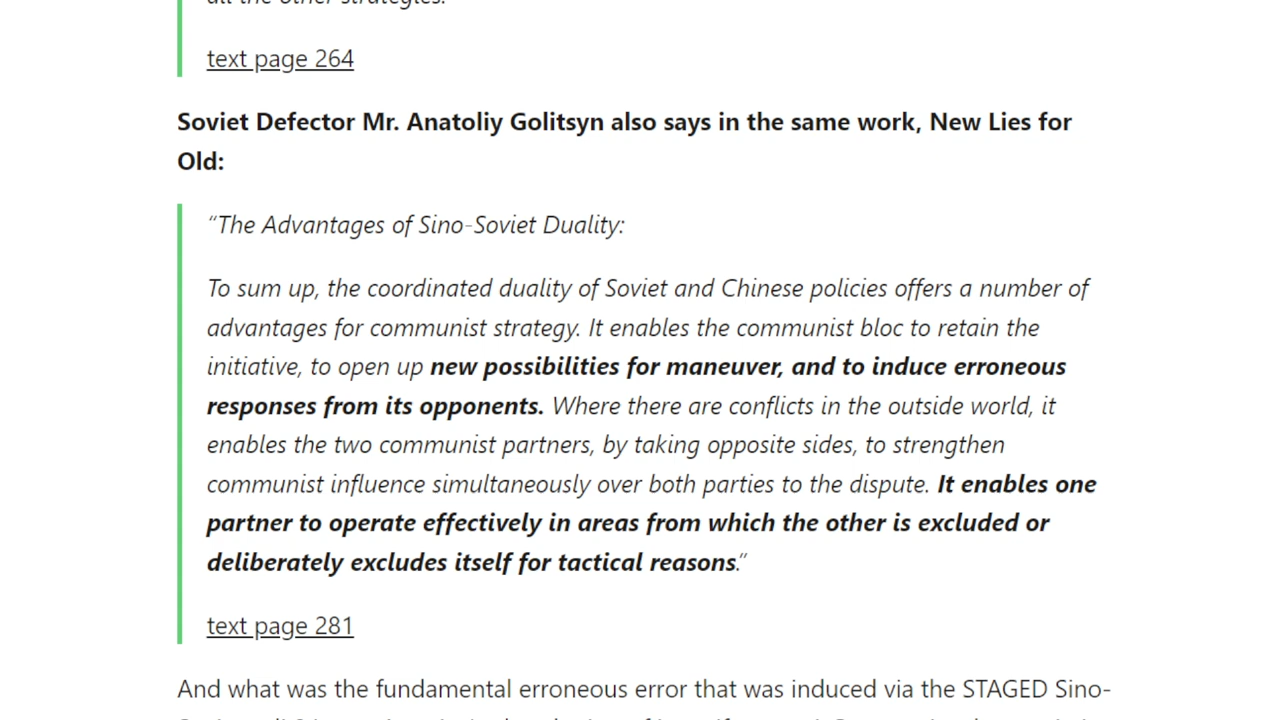 all the other strategies.
text page 264
Soviet Defector Mr. Anatoliy Golitsyn also says in the same work, New Lies for
Old:
“The Advantages of Sino-Soviet Duality:
To sum up, the coordinated duality of Soviet and Chinese policies offers a number of
advantages for communist strategy. It enables the communist bloc to retain the
initiative, to open up new possibilities for maneuver, and to induce erroneous
responses from its opponents. Where there are conflicts in the outside world, it
enables the two communist partners, by taking opposite sides, to strengthen
communist influence simultaneously over both parties to the dispute. It enables one
partner to operate effectively in areas from which the other is excluded or
deliberately excludes itself for tactical reasons.”
text page 281
And what was the fundamental erroneous error that was induced via the STAGED Sino-